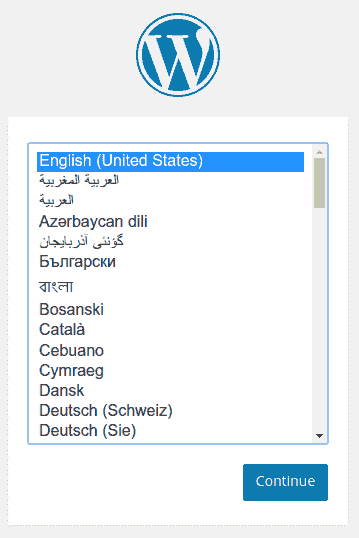 English (United States)
العربية المغربية
العربية
Azərbaycan dili
گؤنئی آذربایجان
Български
বাংলা
Bosanski
Català
Cebuano
Cymraeg
Dansk
Deutsch (Schweiz)
Deutsch (Sie)
Continue